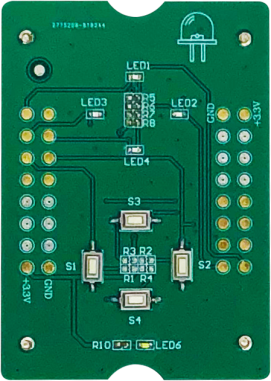 LED1
LED3
LED2
R5
R6
R7
R8
GND
+3.3V
LED4
S3
S1
R3 R2
R1 R4
S2
+3.3V
GND
S4
R10
LED6